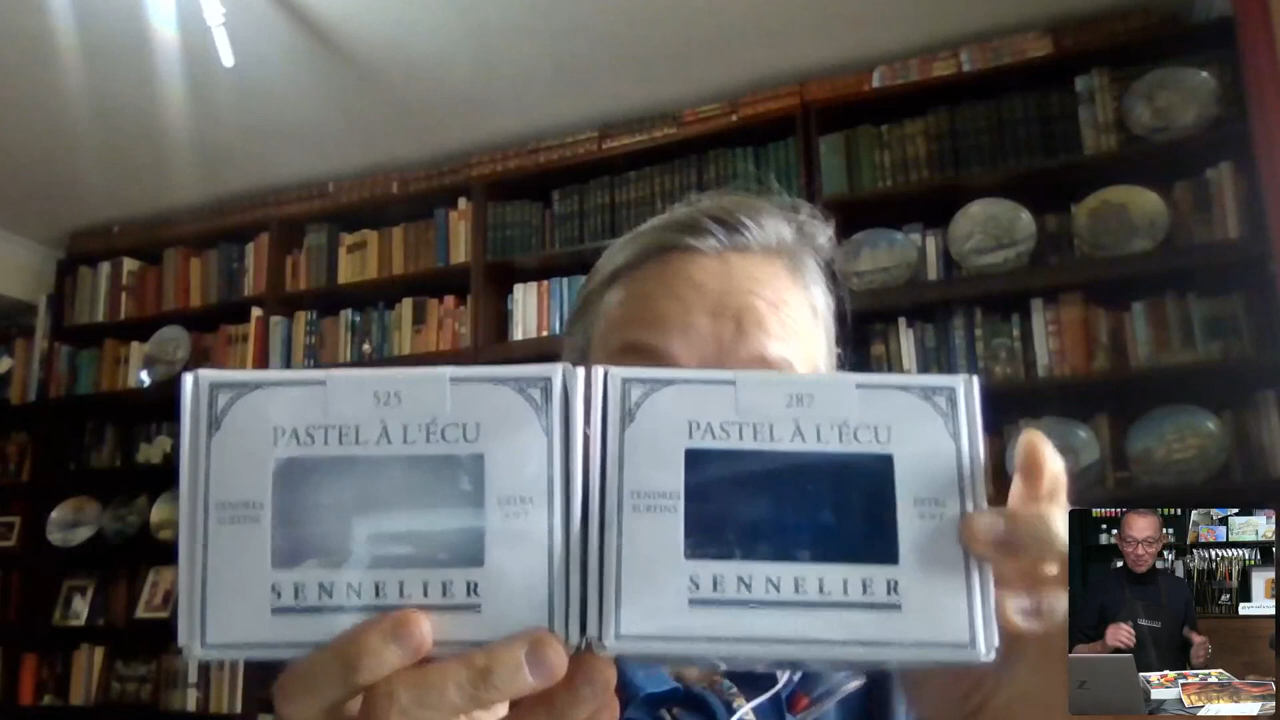 525
PASTEL À L'ÉCU
TENDRES
SURFINS
EXTRA
SENNELIER
287
PASTEL À L'ÉCU
TENDRES
SURFINS
EXTRA
SENNELIER